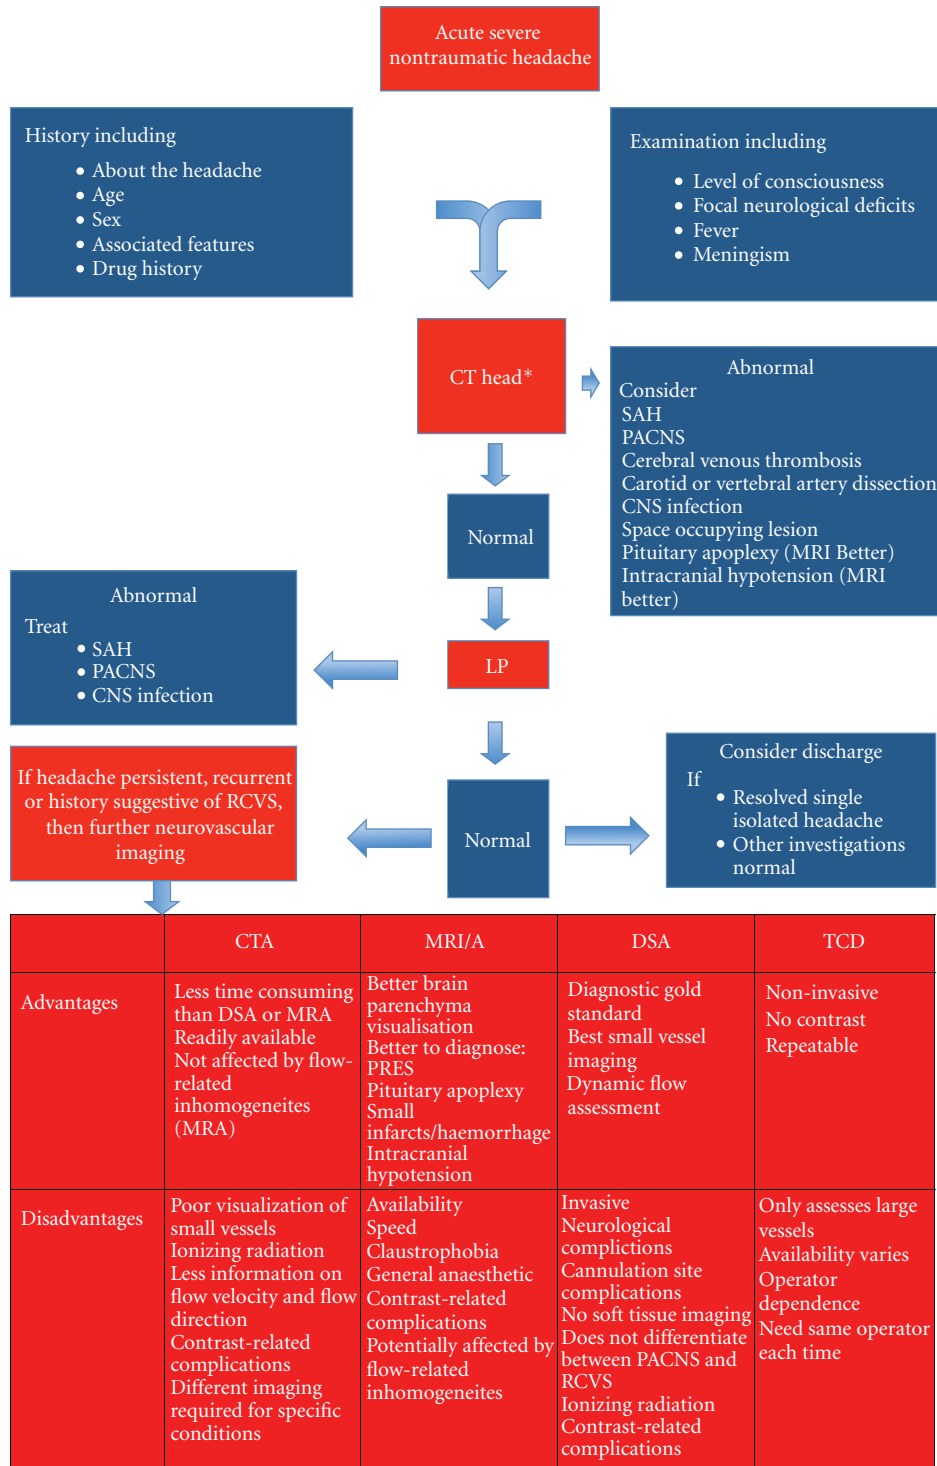 Acute severe
nontraumatic headache
History including
• About the headache
• Age
• Sex
• Associated features
• Drug history
Examination including
• Level of consciousness
• Focal neurological deficits
• Fever
• Meningism
CT head*
Abnormal
Consider
SAH
PACNS
Cerebral venous thrombosis
Carotid or vertebral artery dissection
CNS infection
Space occupying lesion
Pituitary apoplexy (MRI Better)
Intracranial hypotension (MRI
better)
Normal
Abnormal
Treat
• SAH
• PACNS
• CNS infection
LP
If headache persistent, recurrent
or history suggestive of RCVS,
then further neurovascular
imaging
Normal
Consider discharge
If
• Resolved single
isolated headache
• Other investigations
normal
CTA
MRI/A
DSA
TCD
Advantages
Less time consuming
than DSA or MRA
Readily available
Not affected by flow-
related
inhomogeneites
(MRA)
Better brain
parenchyma
visualisation
Better to diagnose:
PRES
Pituitary apoplexy
Small
infarcts/haemorrhage
Intracranial
hypotension
Diagnostic gold
standard
Best small vessel
imaging
Dynamic flow
assessment
Non-invasive
No contrast
Repeatable
Disadvantages
Poor visualization of
small vessels
Ionizing radiation
Less information on
flow velocity and flow
direction
Contrast-related
complications
Different imaging
required for specific
conditions
Availability
Speed
Claustrophobia
General anaesthetic
Contrast-related
complications
Potentially affected by
flow-related
inhomogeneites
Invasive
Neurological
complictions
Cannulation site
complications
No soft tissue imaging
Does not differentiate
between PACNS and
RCVS
Ionizing radiation
Contrast-related
complications
Only assesses large
vessels
Availability varies
Operator
dependence
Need same operator
each time